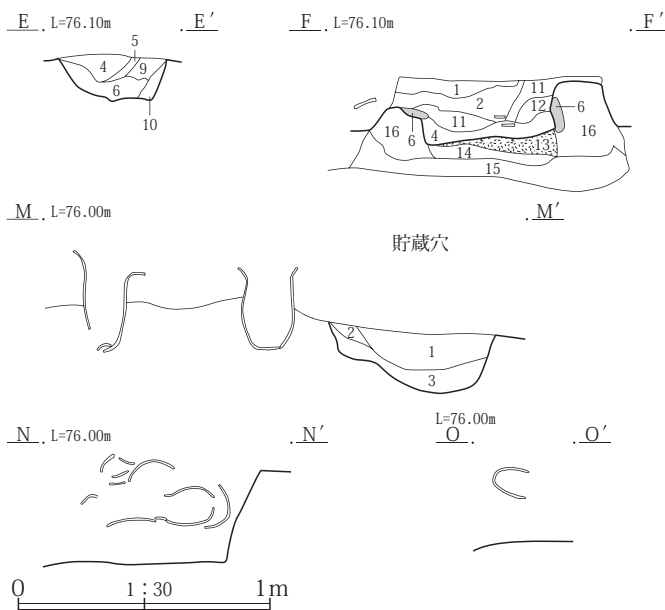 E . L=76.10m . E′
F . L=76.10m . F′
5
4 9
6
10
1 11
2 12 6
11
16 6 4 13 16
14
15
M . L=76.00m . M′
貯蔵穴
2
1
3
N . L=76.00m . N′
L=76.00m
O . . O′
0 1：30 1m